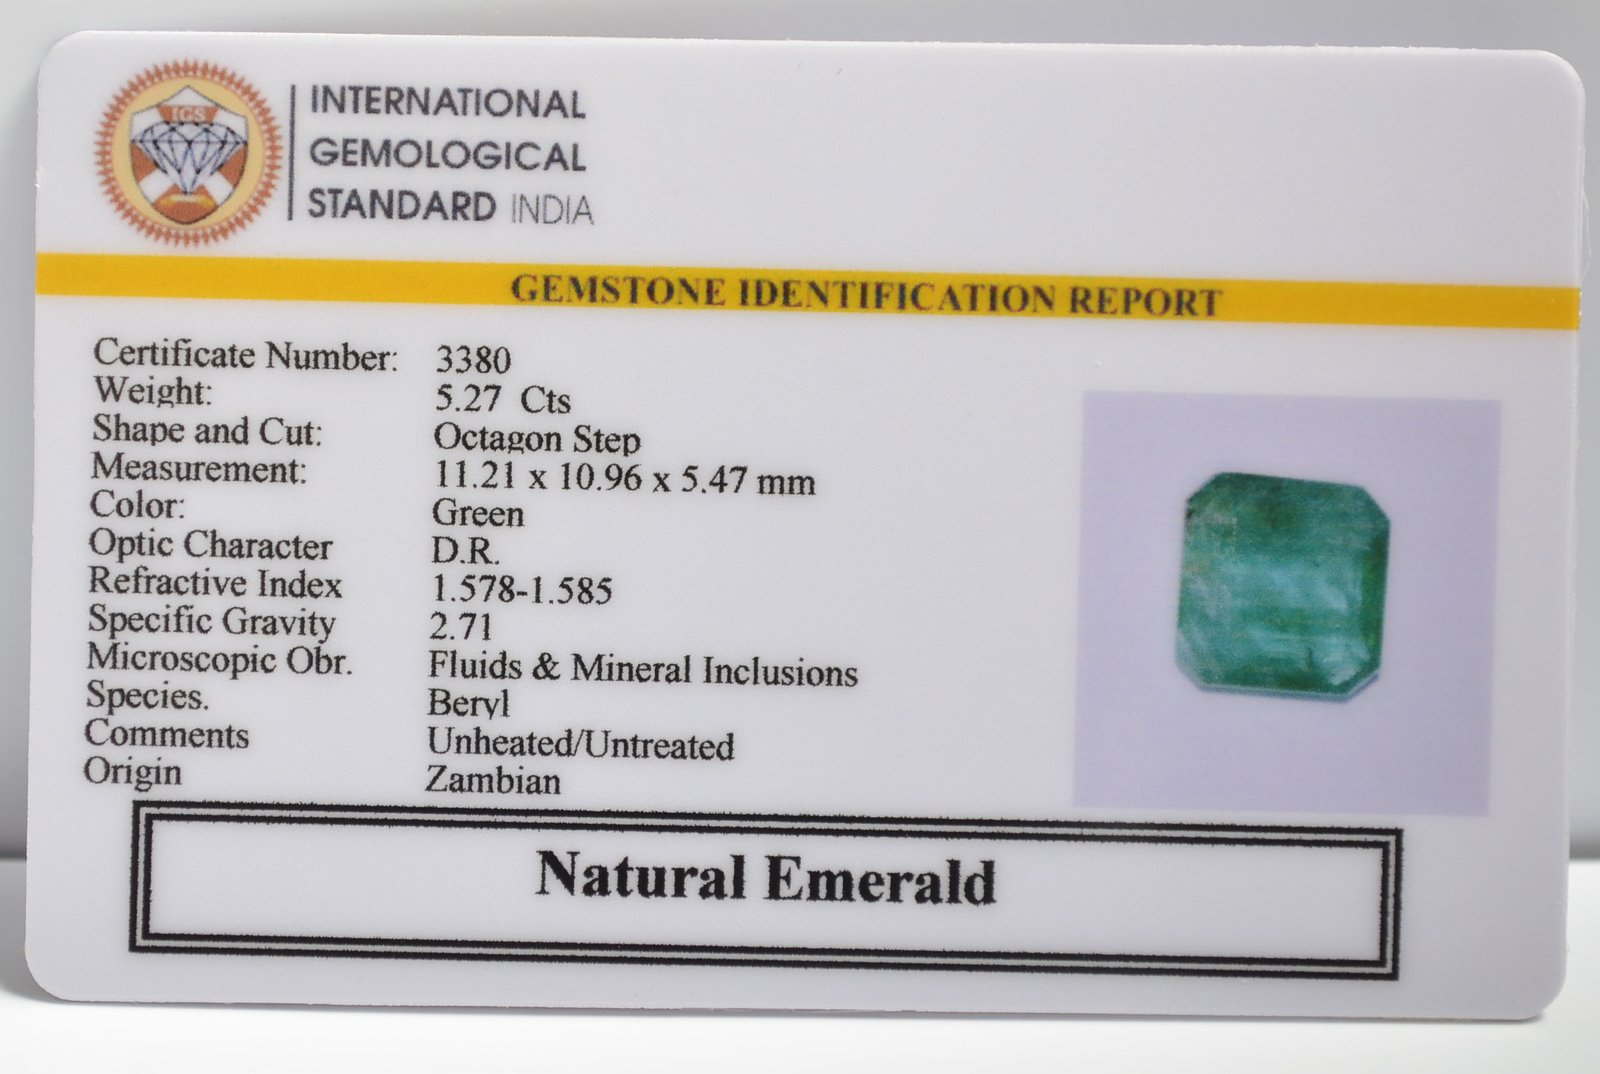 IGS
INTERNATIONAL
GEMOLOGICAL
STANDARD INDIA
GEMSTONE IDENTIFICATION REPORT
Certificate Number: 3380
Weight: 5.27 Cts
Shape and Cut: Octagon Step
Measurement: 11.21 x 10.96 x 5.47 mm
Color: Green
Optic Character D.R.
Refractive Index 1.578-1.585
Specific Gravity 2.71
Microscopic Obr. Fluids & Mineral Inclusions
Species. Beryl
Comments Unheated/Untreated
Origin Zambian
Natural Emerald